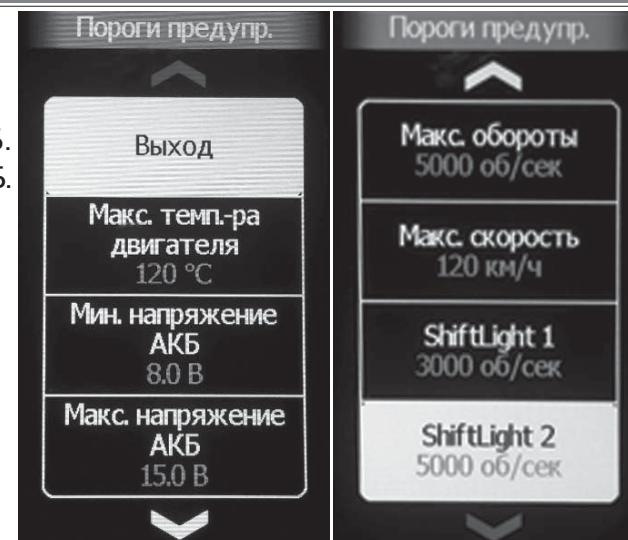 Пороги предупр.
Выход
Макс. темп.-ра
двигателя
120 °C
Мин. напряжение
АКБ
8.0 В
Макс. напряжение
АКБ
15.0 В
Пороги предупр.
Макс. обороты
5000 об/сек
Макс. скорость
120 км/ч
ShiftLight 1
3000 об/сек
ShiftLight 2
5000 об/сек